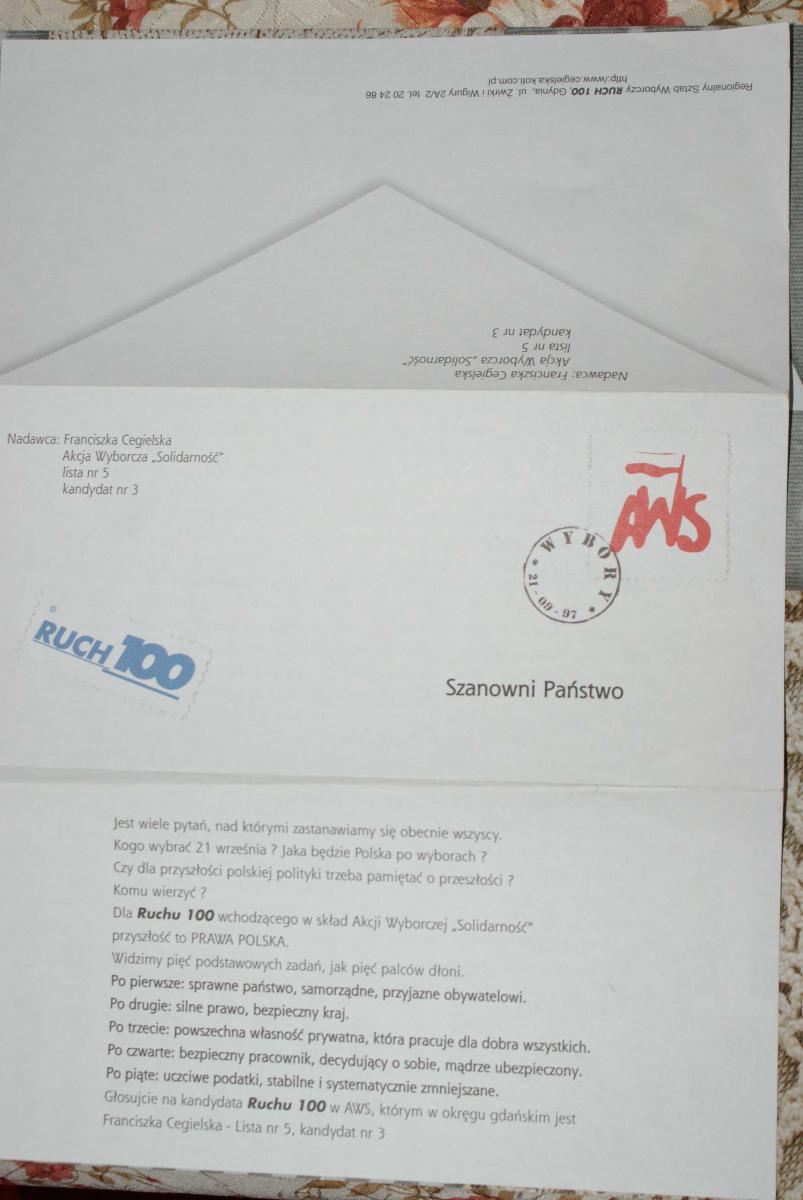 Regionalny Sztab Wyborczy RUCH 100, Gdynia, ul. Żwirki i Wigury 2A/2 tel. 20 24 86
http:/www.cegielska.koti.com.pl
Nadawca: Franciszka Cegielska
Akcja Wyborcza „Solidarność”
lista nr 5
kandydat nr 3
Nadawca: Franciszka Cegielska
Akcja Wyborcza „Solidarność”
lista nr 5
kandydat nr 3
AWS
WYBORY
21-09-97
© RUCH 100
Szanowni Państwo
Jest wiele pytań, nad którymi zastanawiamy się obecnie wszyscy.
Kogo wybrać 21 września ? Jaka będzie Polska po wyborach ?
Czy dla przyszłości polskiej polityki trzeba pamiętać o przeszłości ?
Komu wierzyć ?
Dla Ruchu 100 wchodzącego w skład Akcji Wyborczej „Solidarność”
przyszłość to PRAWA POLSKA.
Widzimy pięć podstawowych zadań, jak pięć palców dłoni.
Po pierwsze: sprawne państwo, samorządne, przyjazne obywatelowi.
Po drugie: silne prawo, bezpieczny kraj.
Po trzecie: powszechna własność prywatna, która pracuje dla dobra wszystkich.
Po czwarte: bezpieczny pracownik, decydujący o sobie, mądrze ubezpieczony.
Po piąte: uczciwe podatki, stabilne i systematycznie zmniejszane.
Głosujcie na kandydata Ruchu 100 w AWS, którym w okręgu gdańskim jest
Franciszka Cegielska - Lista nr 5, kandydat nr 3